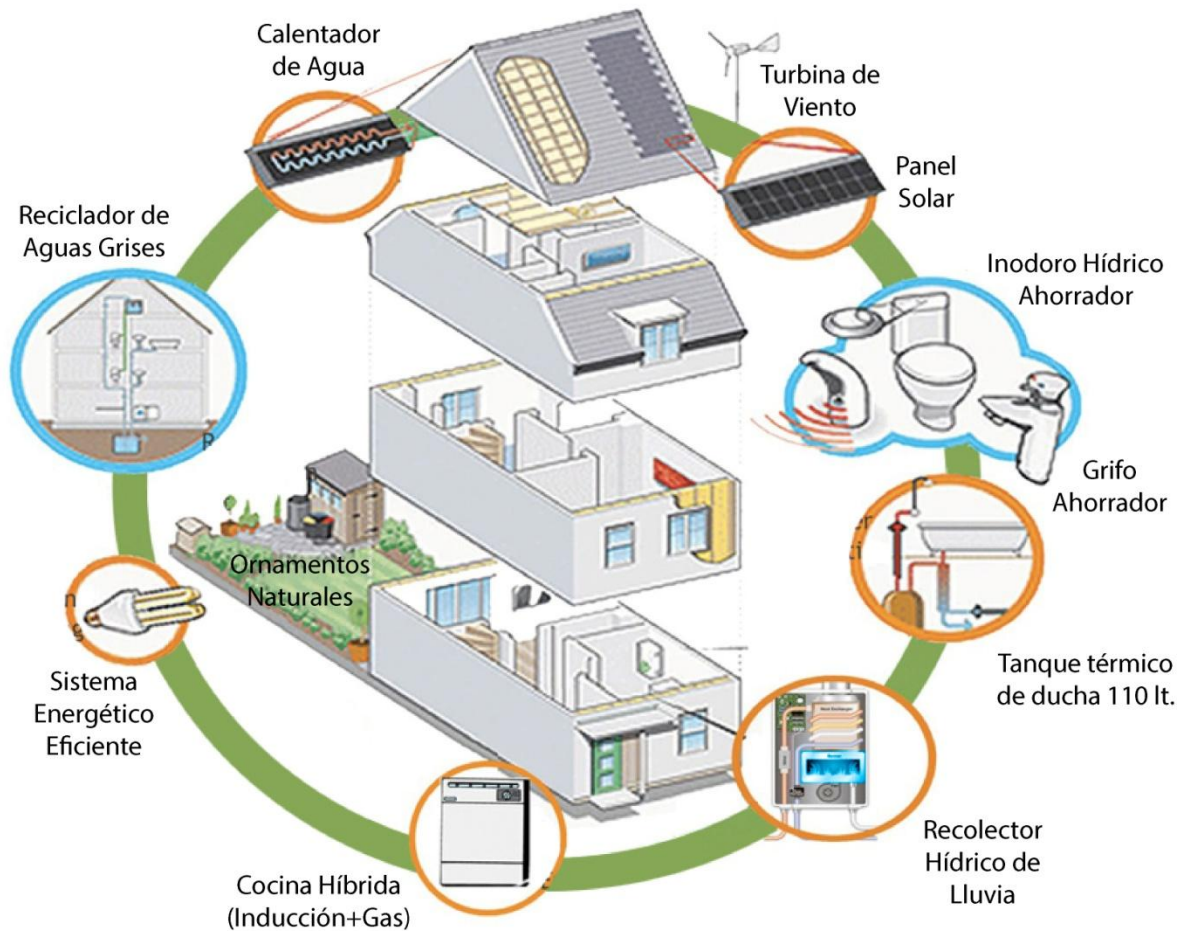 Calentador
de Agua
Turbina de
Viento
Panel
Solar
Reciclador de
Aguas Grises
Inodoro Hídrico
Ahorrador
Grifo
Ahorrador
Ornamentos
Naturales
Sistema
Energético
Eficiente
Tanque térmico
de ducha 110 lt.
Recolector
Hídrico de
Lluvia
Cocina Híbrida
(Inducción+Gas)